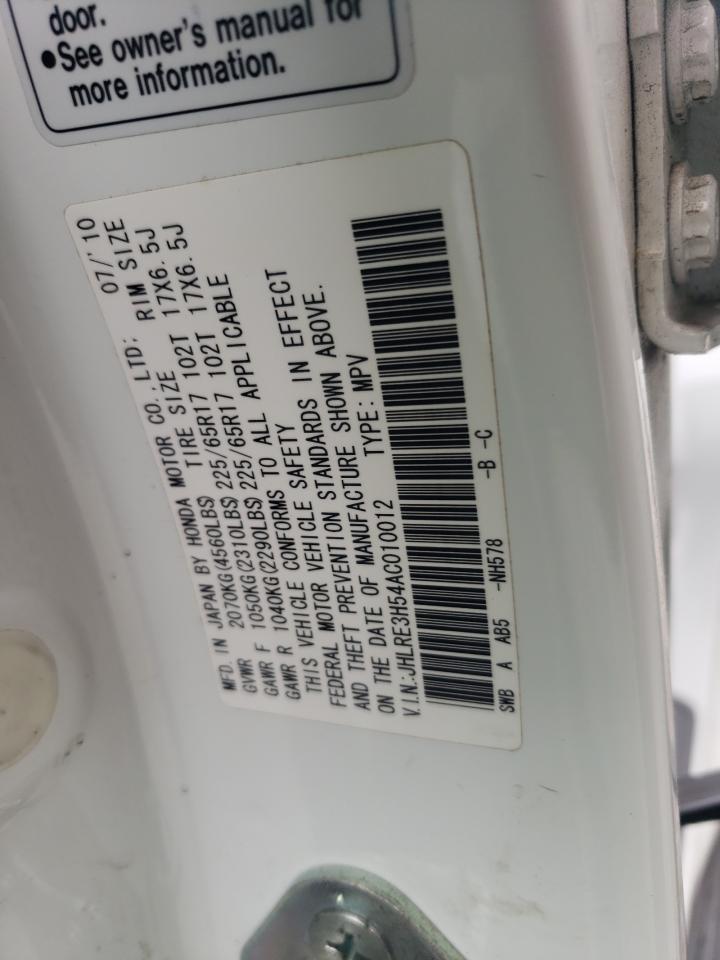 door.
●See owner's manual for
more information.
MFD. IN JAPAN BY HONDA MOTOR CO., LTD: 07/'10
GVWR 2070KG(4560LBS) TIRE SIZE RIM SIZE
GAWR F 1050KG(2310LBS) 225/65R17 102T 17X6.5J
GAWR R 1040KG(2290LBS) 225/65R17 102T 17X6.5J
THIS VEHICLE CONFORMS TO ALL APPLICABLE
FEDERAL MOTOR VEHICLE SAFETY
AND THEFT PREVENTION STANDARDS IN EFFECT
ON THE DATE OF MANUFACTURE SHOWN ABOVE.
V.I.N.:JHLRE3H54AC010012 TYPE:MPV
SWB A AB5 -NH578 -B -C